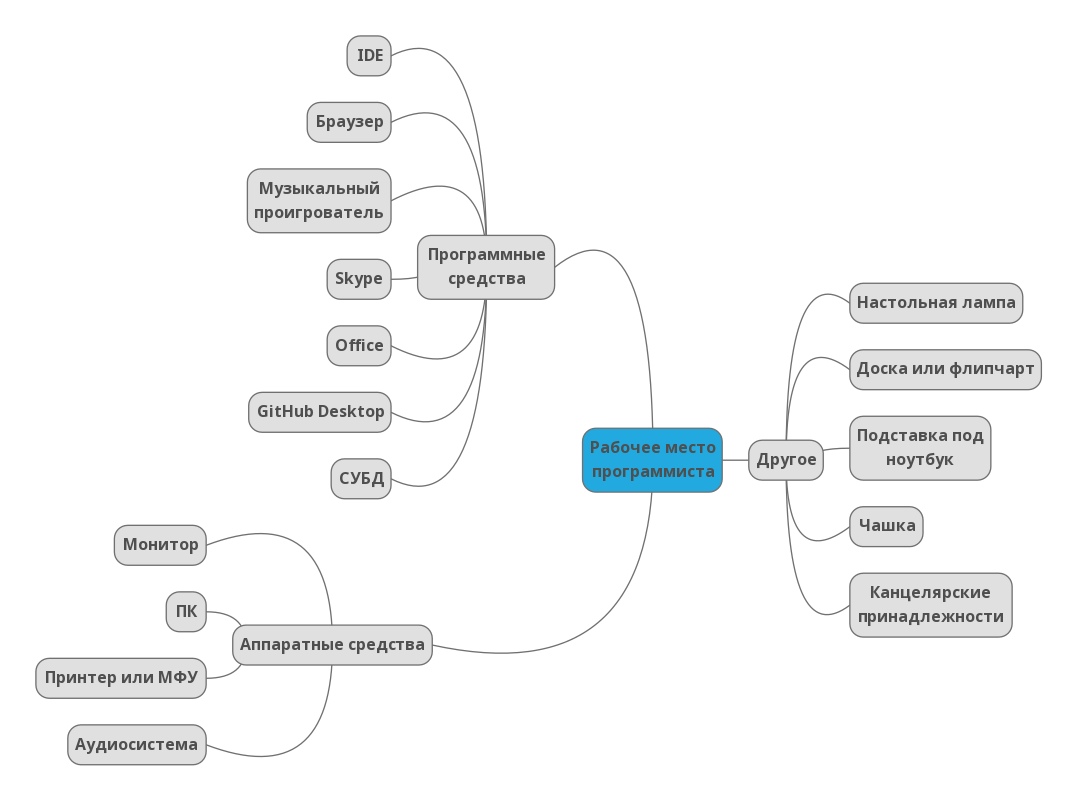 IDE
Браузер
Музыкальный
проигрователь
Skype
Office
GitHub Desktop
СУБД
Программные
средства
Монитор
ПК
Принтер или МФУ
Аудиосистема
Аппаратные средства
Рабочее место
программиста
Другое
Настольная лампа
Доска или флипчарт
Подставка под
ноутбук
Чашка
Канцелярские
принадлежности